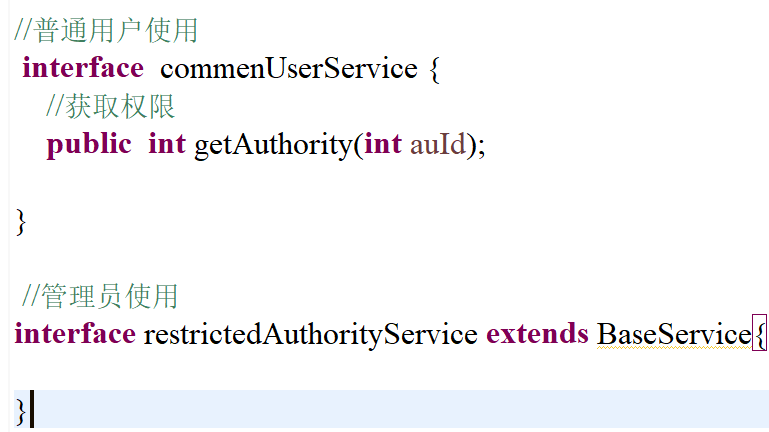 //普通用户使用
interface commenUserService {
//获取权限
public int getAuthority(int auId);
}
//管理员使用
interface restrictedAuthorityService extends BaseService{
}